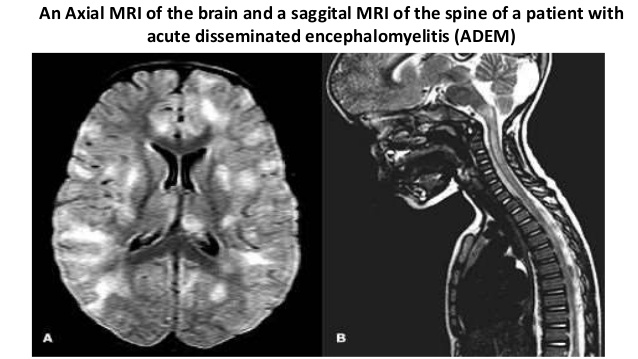 An Axial MRI of the brain and a saggital MRI of the spine of a patient with
acute disseminated encephalomyelitis (ADEM)
A
B